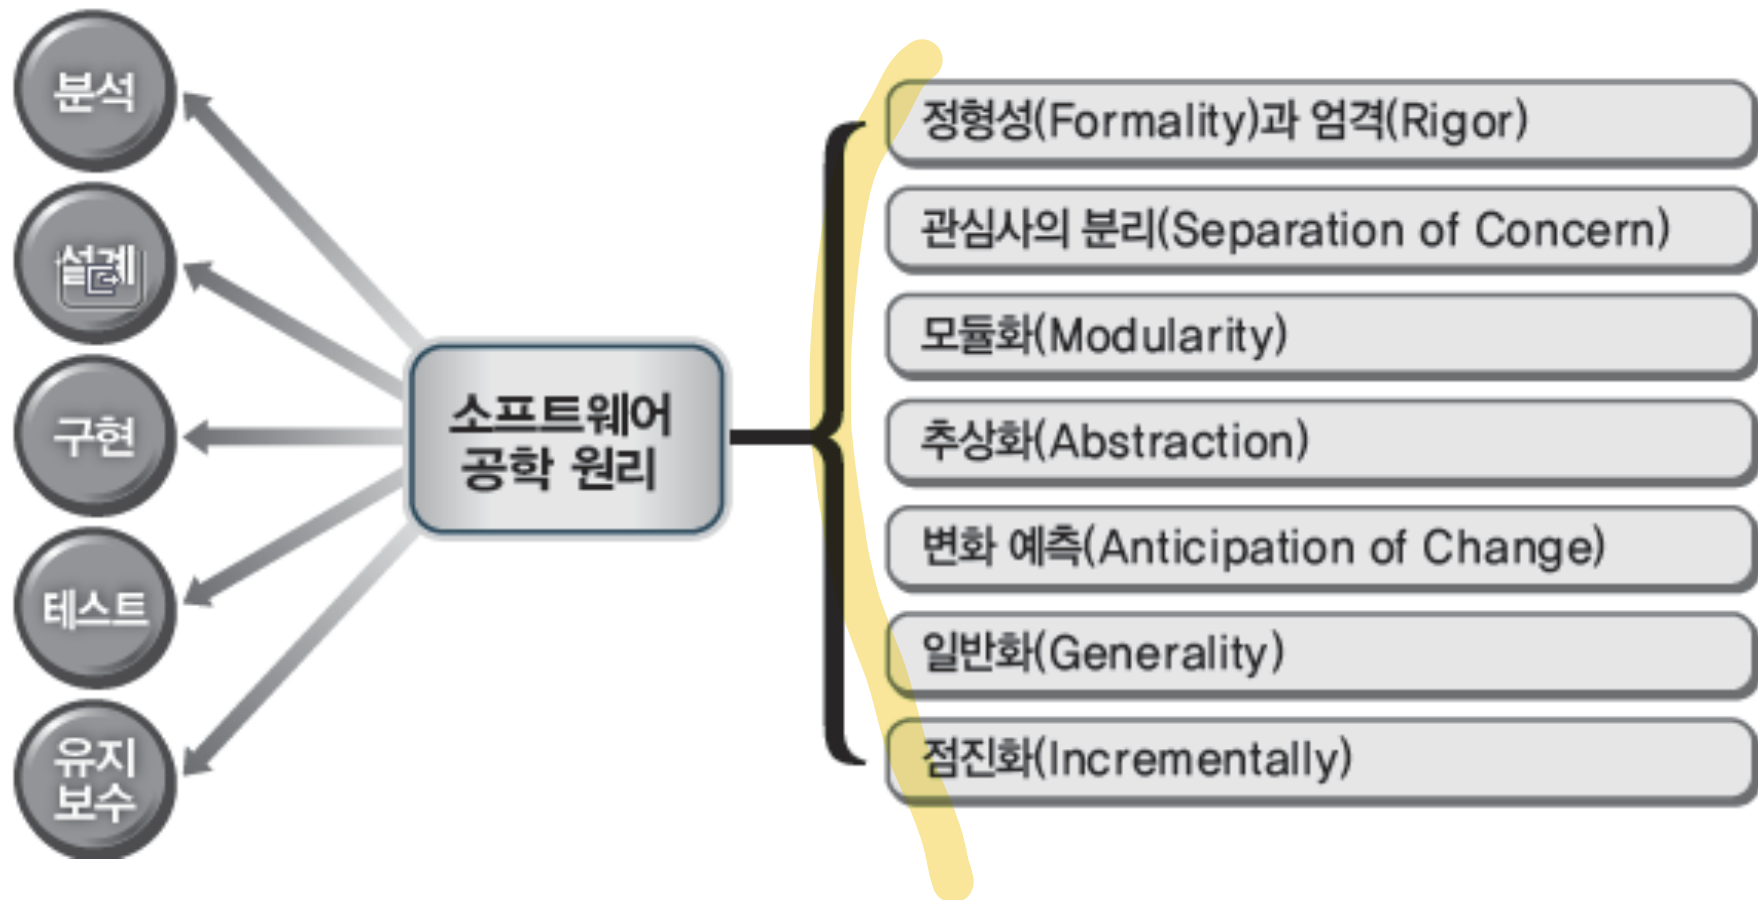 분석
설계
구현
테스트
유지
보수
소프트웨어
공학 원리
정형성(Formality)과 엄격(Rigor)
관심사의 분리(Separation of Concern)
모듈화(Modularity)
추상화(Abstraction)
변화 예측(Anticipation of Change)
일반화(Generality)
점진화(Incrementally)